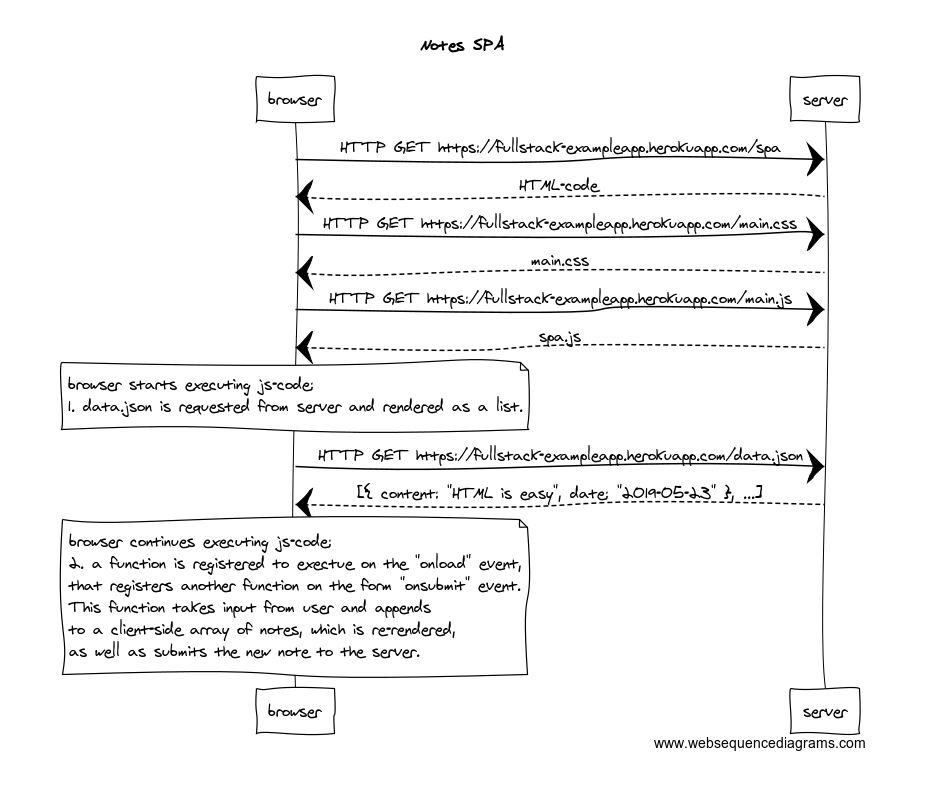 Notes SPA
browser
server
HTTP GET https://fullstack-exampleapp.herokuapp.com/spa
HTML-code
HTTP GET https://fullstack-exampleapp.herokuapp.com/main.css
main.css
HTTP GET https://fullstack-exampleapp.herokuapp.com/main.js
spa.js
browser starts executing js-code;
1. data.json is requested from server and rendered as a list.
HTTP GET https://fullstack-exampleapp.herokuapp.com/data.json
[{ content: "HTML is easy", date: "2019-05-23" }, ...]
browser continues executing js-code;
2. a function is registered to exectue on the "onload" event,
that registers another function on the form "onsubmit" event.
This function takes input from user and appends
to a client-side array of notes, which is re-rendered,
as well as submits the new note to the server.
browser
server
www.websequencediagrams.com